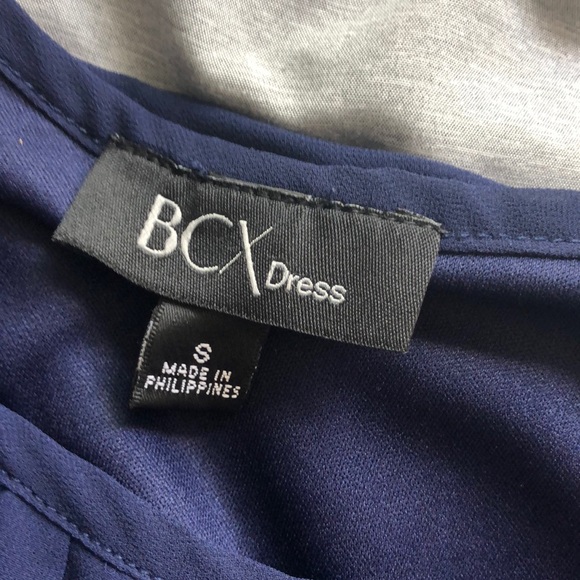 BCX Dress
S
MADE IN
PHILIPPINES